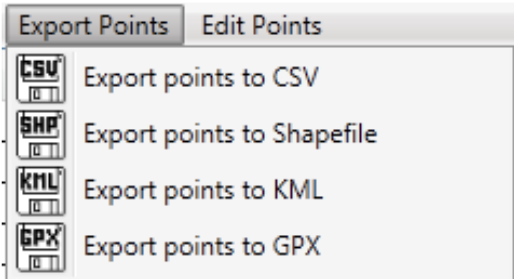 Export Points Edit Points
CSV Export points to CSV
SHP Export points to Shapefile
KML Export points to KML
GPX Export points to GPX